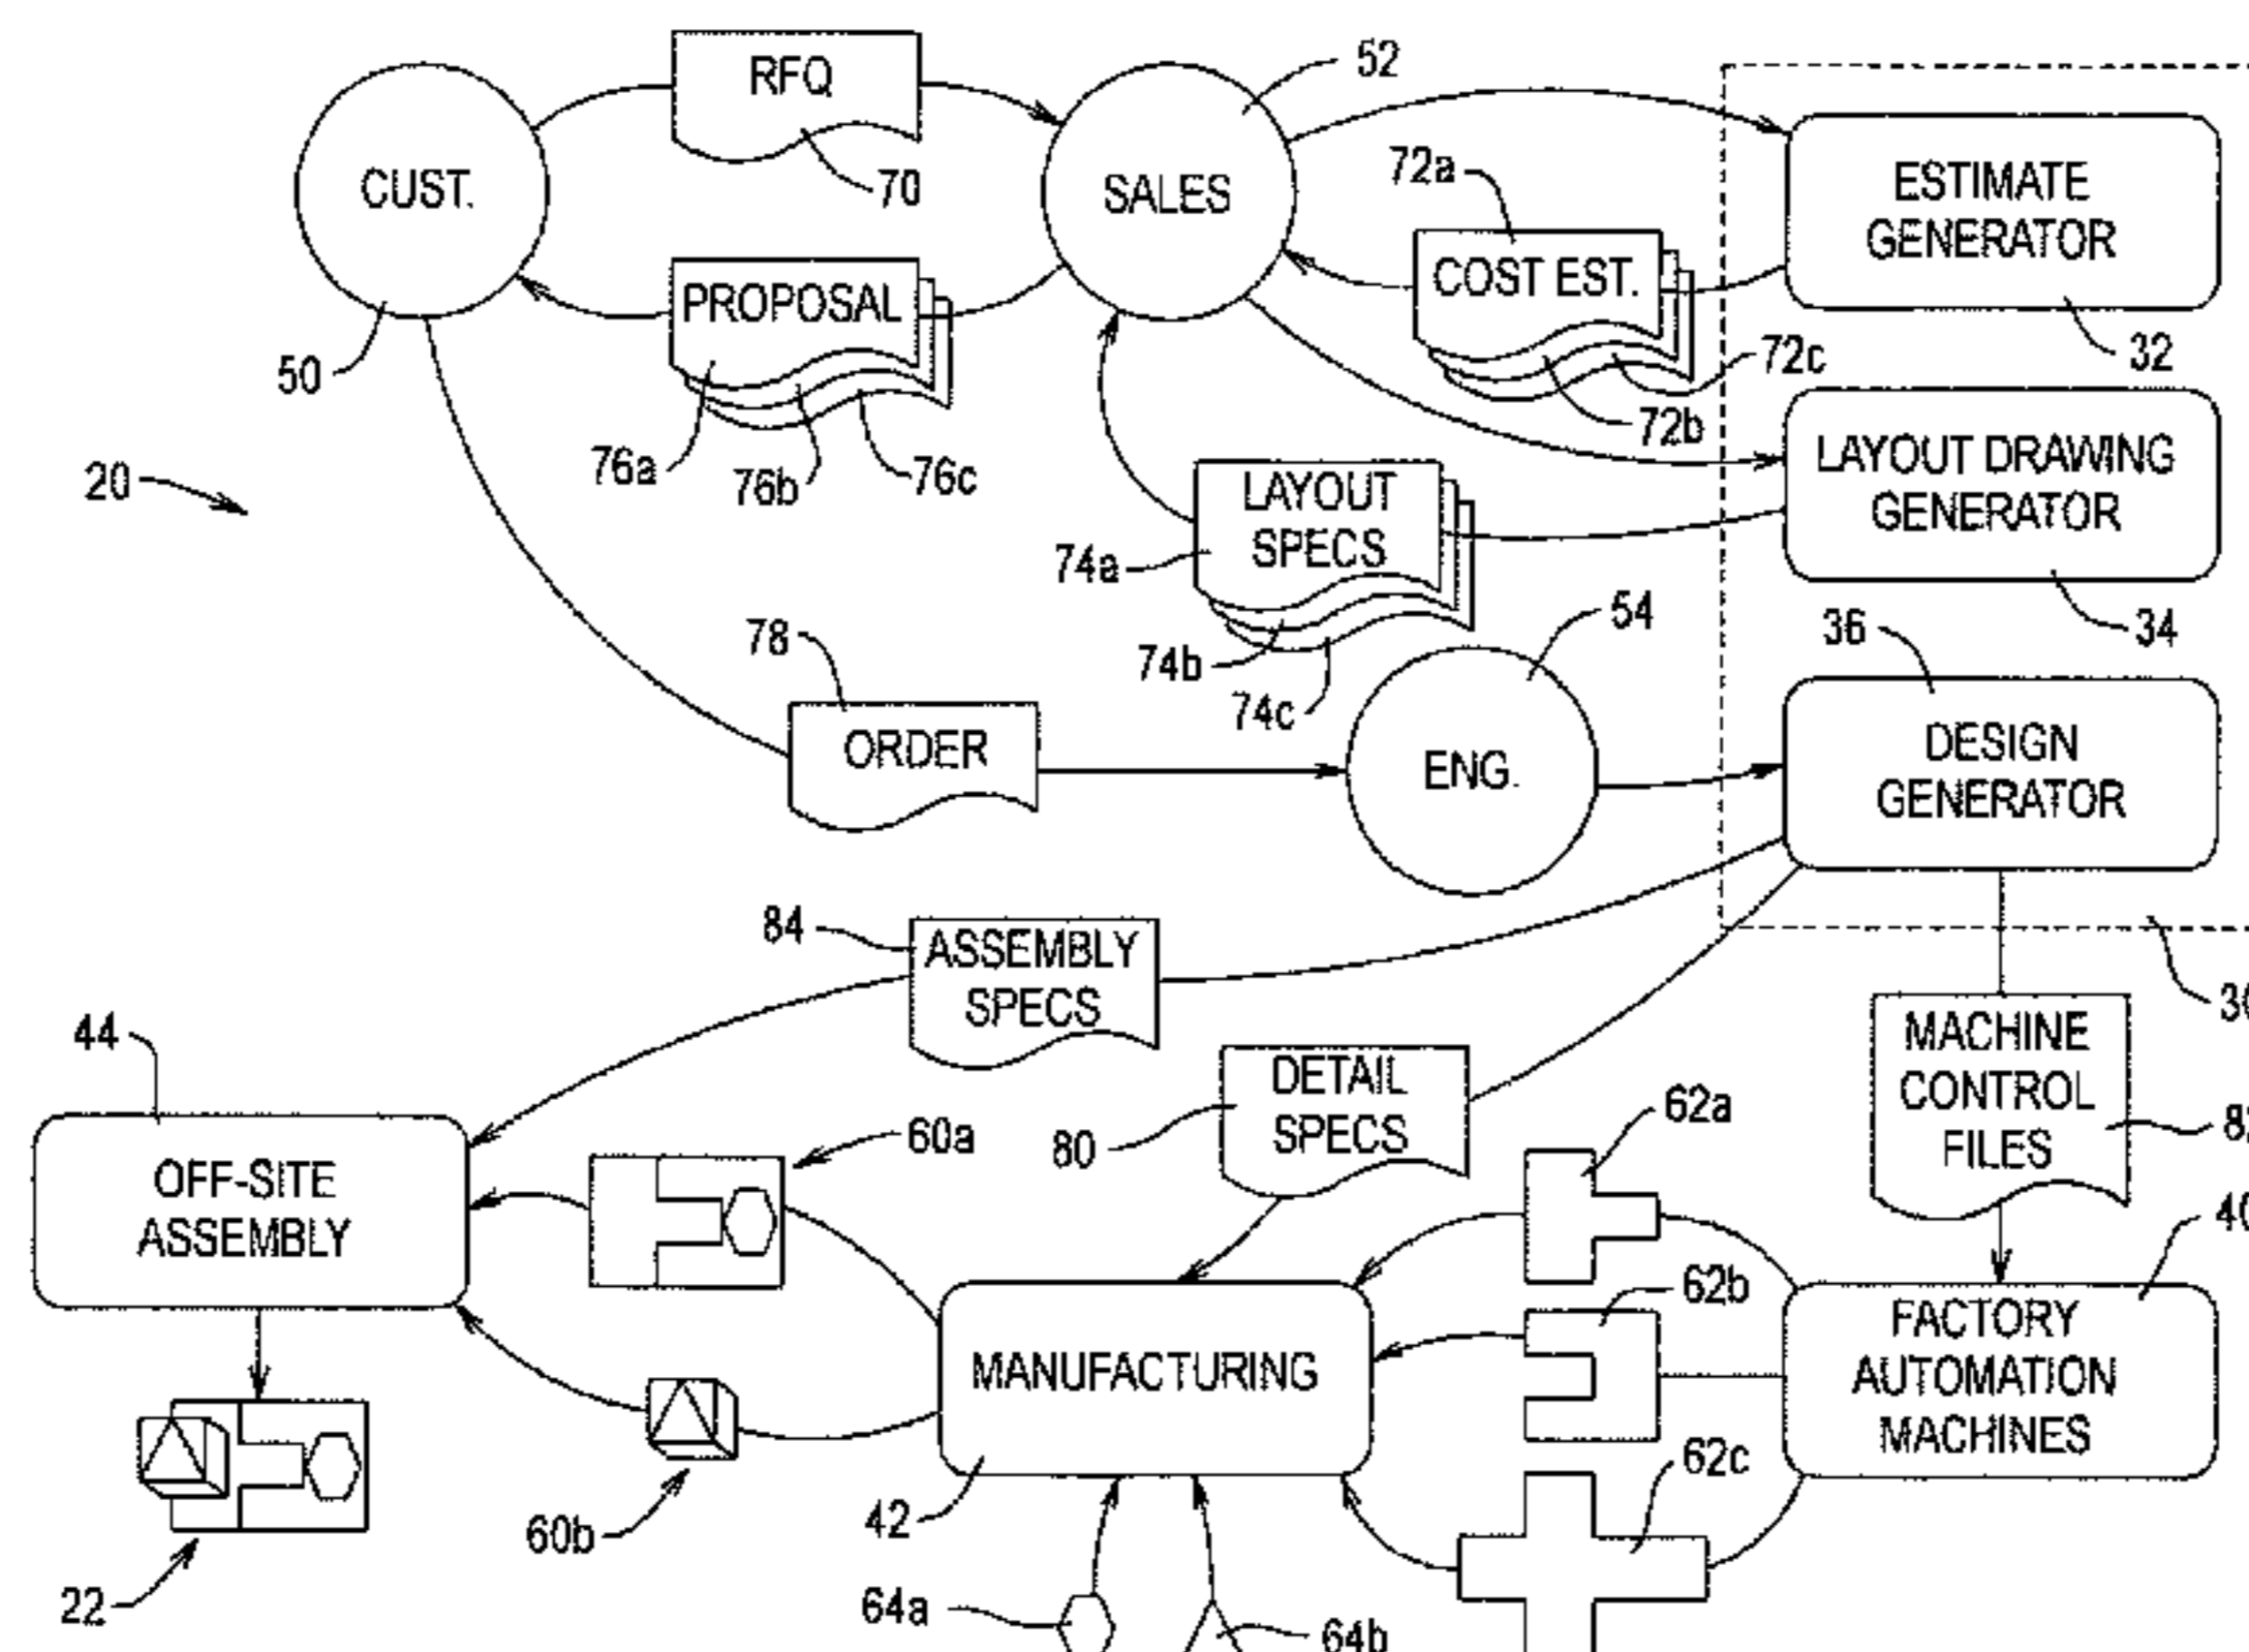 RFQ
52
CUST.
70
SALES
72a
ESTIMATE
GENERATOR
PROPOSAL
COST EST.
50
32
72c
72b
76a
76b
76c
20
LAYOUT DRAWING
GENERATOR
LAYOUT
SPECS
74a
34
54
36
78
74b
74c
ORDER
ENG.
DESIGN
GENERATOR
84
ASSEMBLY
SPECS
44
MACHINE
CONTROL
FILES
DETAIL
SPECS
80
62a
60a
OFF-SITE
ASSEMBLY
62b
40
MANUFACTURING
FACTORY
AUTOMATION
MACHINES
62c
60b
42
22
64a
64b